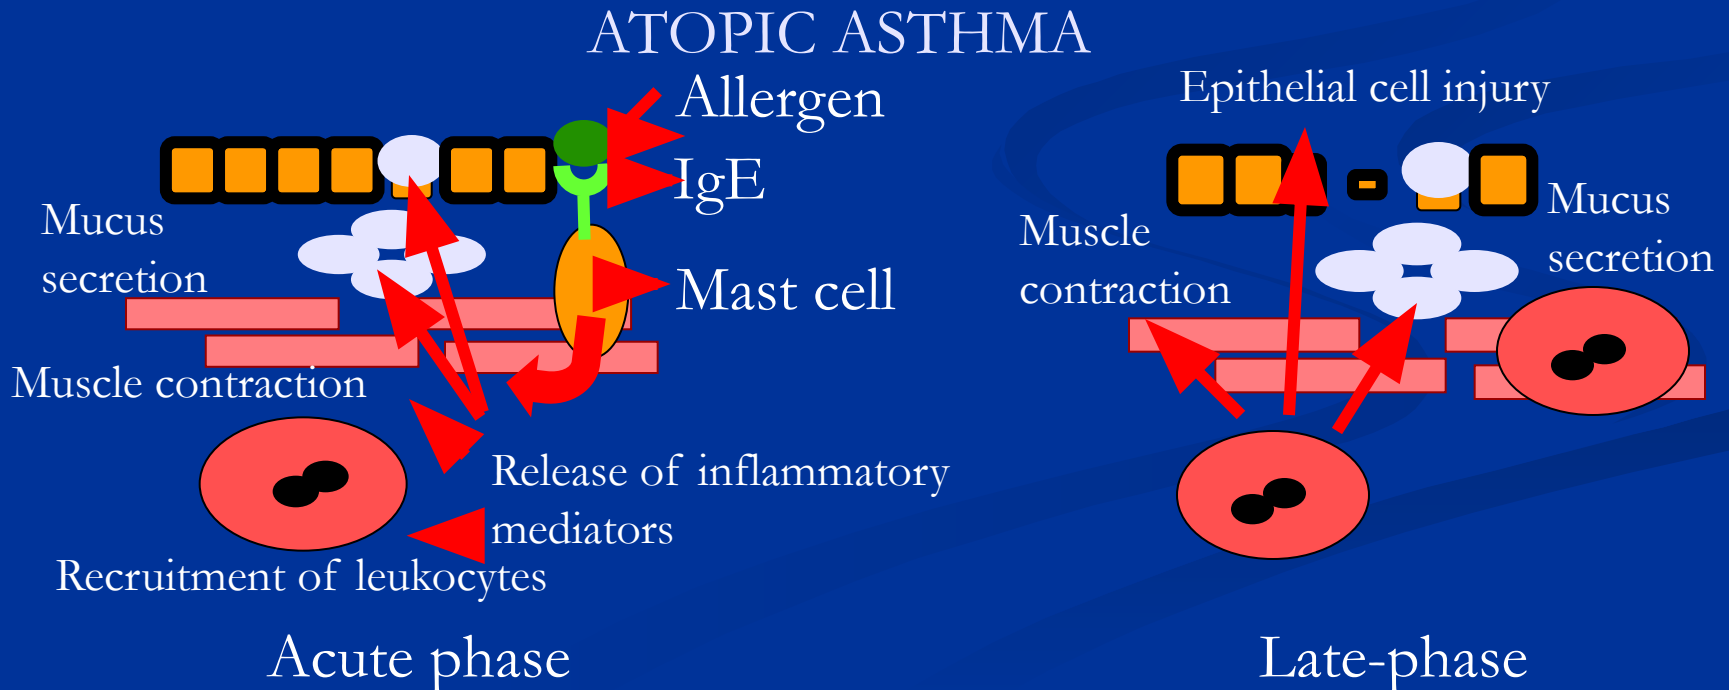 ATOPIC ASTHMA
Allergen
IgE
Mast cell
Mucus
secretion
Muscle contraction
Release of inflammatory
mediators
Recruitment of leukocytes
Acute phase
Epithelial cell injury
Muscle
contraction
Mucus
secretion
Late-phase